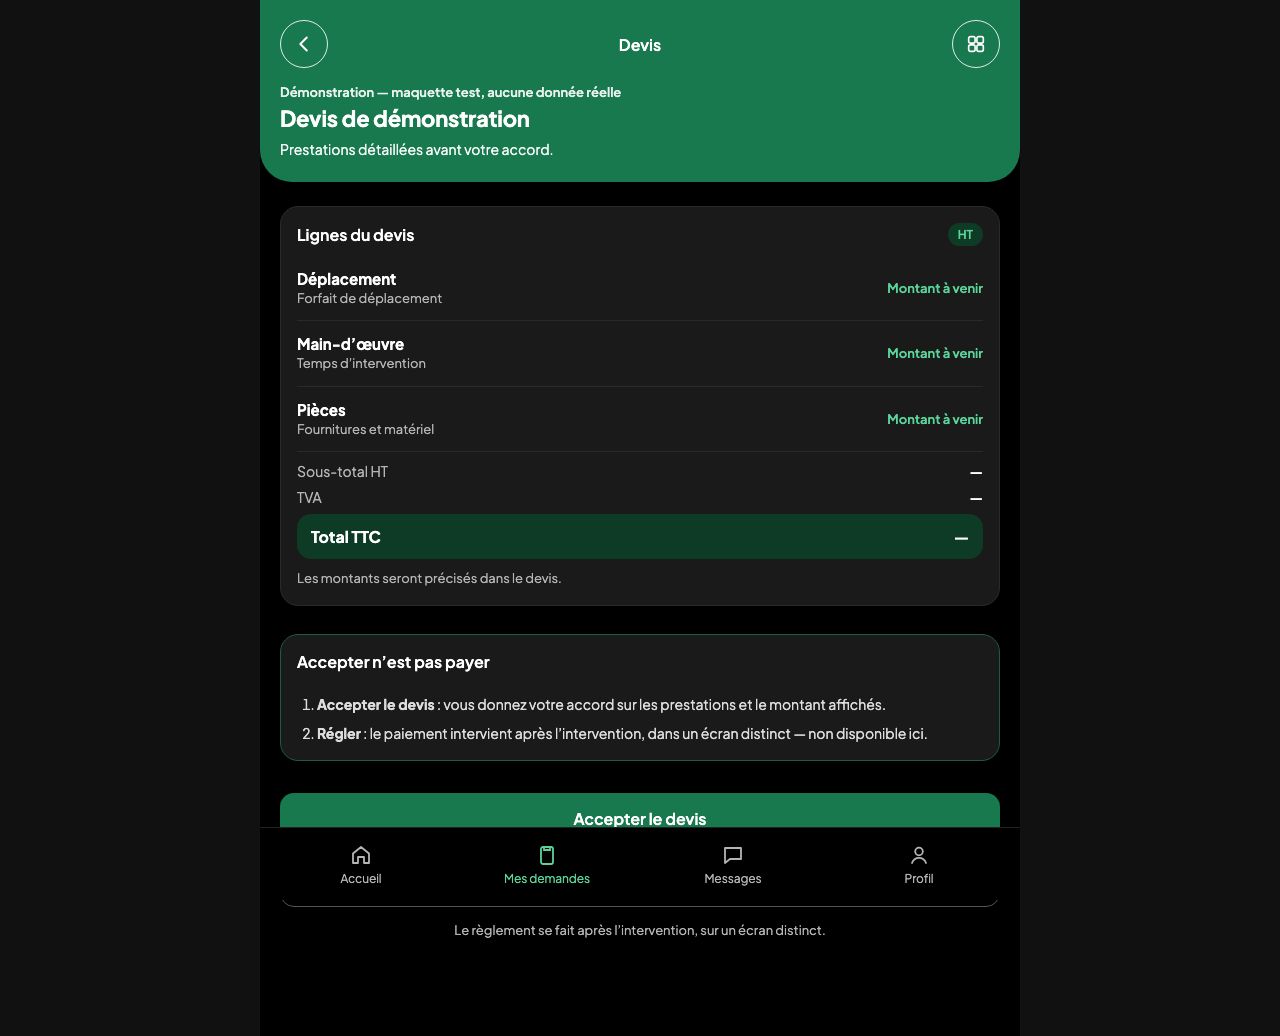 Devis
Démonstration — maquette test, aucune donnée réelle
Devis de démonstration
Prestations détaillées avant votre accord.
Lignes du devis
HT
Déplacement
Forfait de déplacement
Montant à venir
Main-d’œuvre
Temps d’intervention
Montant à venir
Pièces
Fournitures et matériel
Montant à venir
Sous-total HT —
TVA —
Total TTC —
Les montants seront précisés dans le devis.
Accepter n’est pas payer
1. Accepter le devis : vous donnez votre accord sur les prestations et le montant affichés.
2. Régler : le paiement intervient après l’intervention, dans un écran distinct — non disponible ici.
Accepter le devis
Accueil
Mes demandes
Messages
Profil
Le règlement se fait après l’intervention, sur un écran distinct.